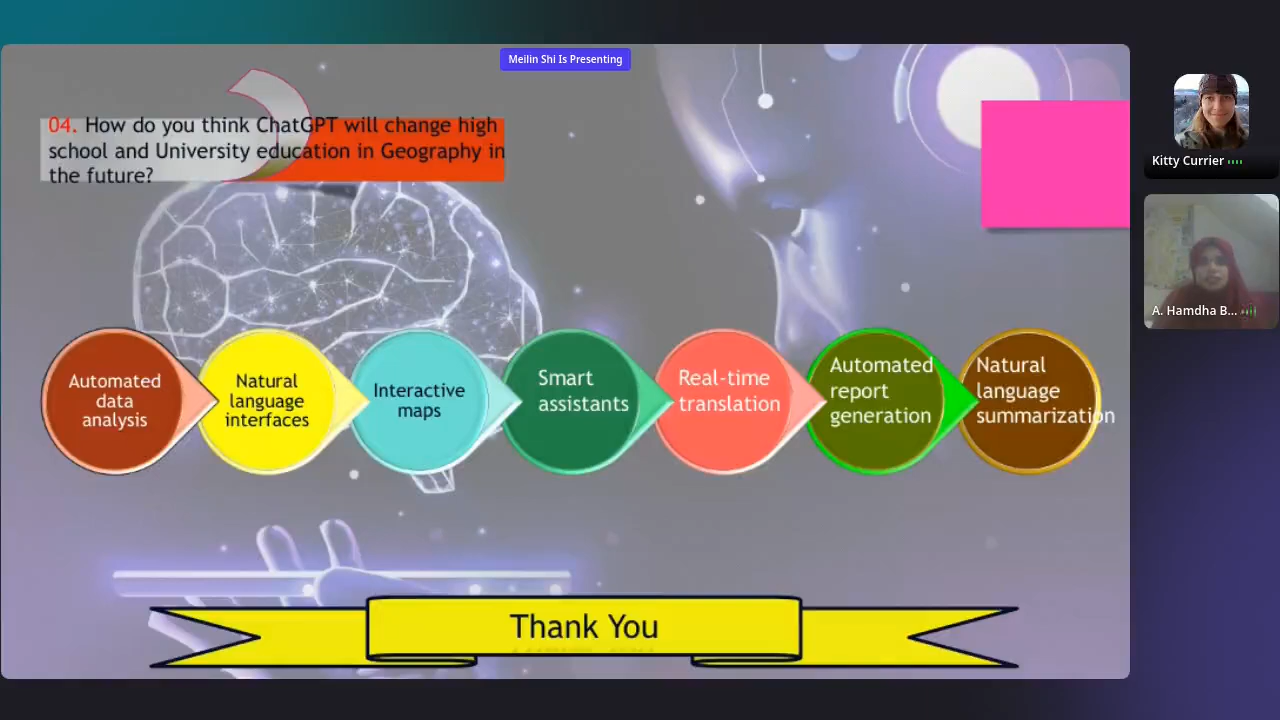 Meilin Shi Is Presenting
04. How do you think ChatGPT will change high
school and University education in Geography in
the future?
Automated
data
analysis
Natural
language
interfaces
Interactive
maps
Smart
assistants
Real-time
translation
Automated
report
generation
Natural
language
summarization
Thank You
Kitty Currier
A. Hamdha B...